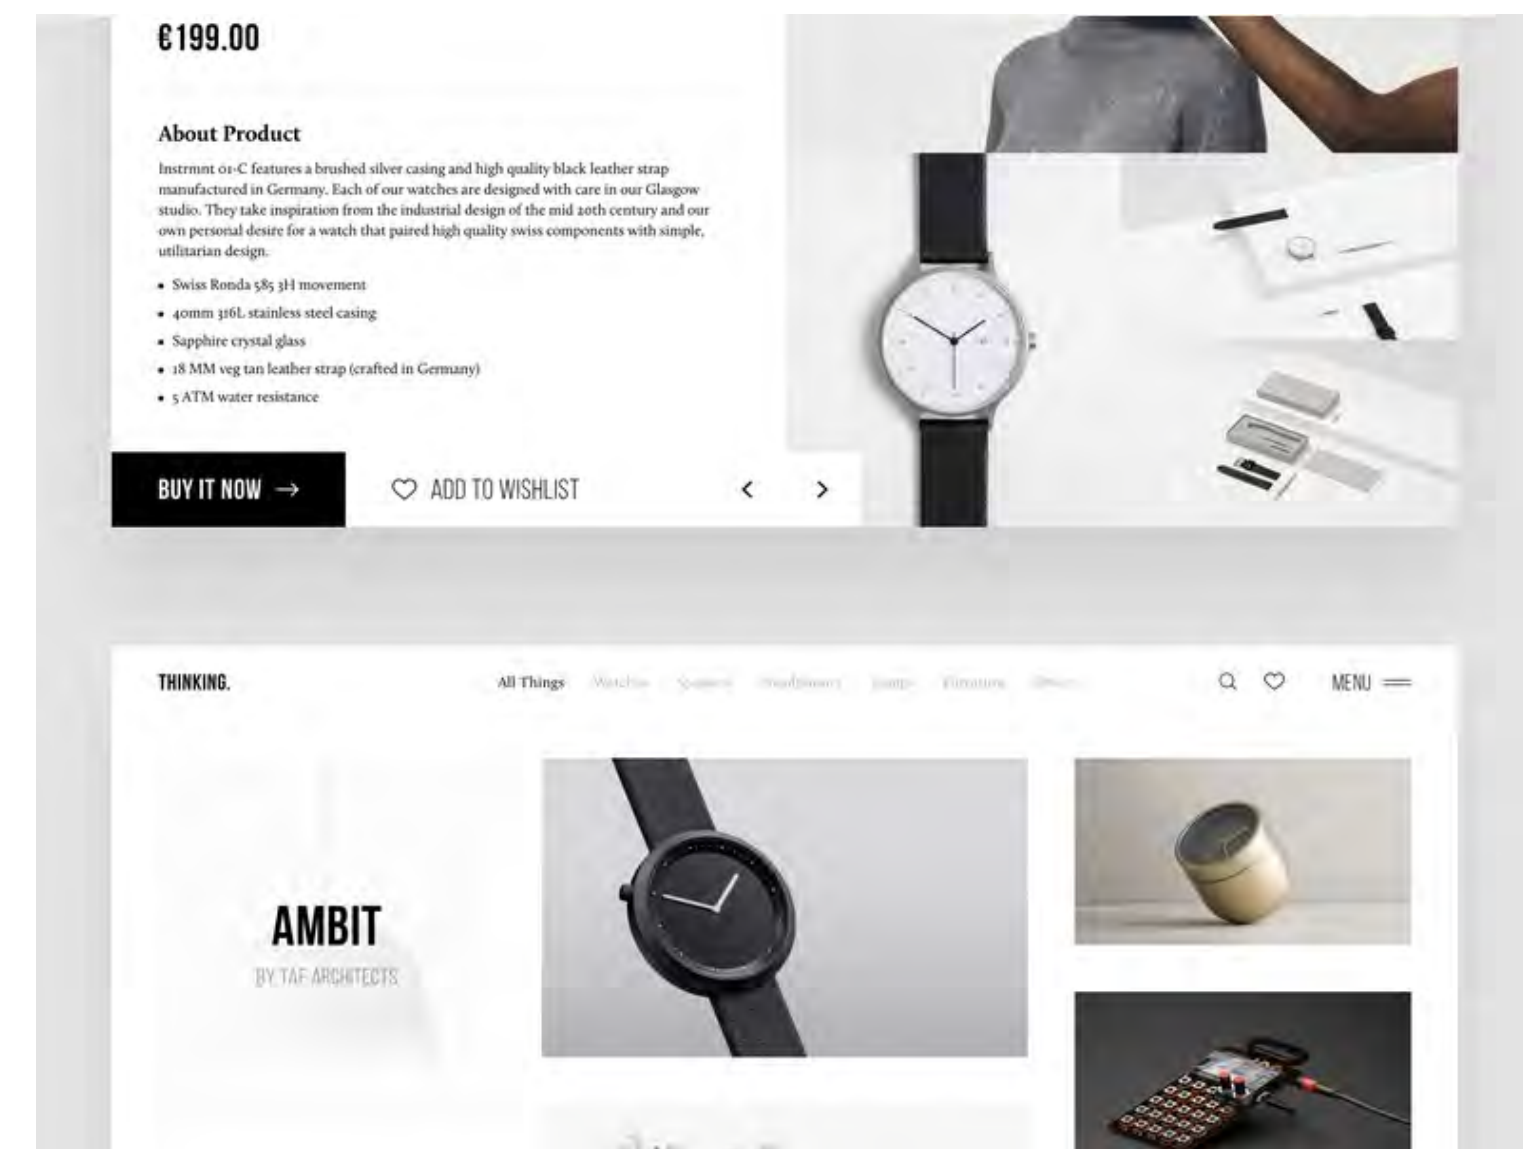 €199.00
About Product
Instrmnt 01-C features a brushed silver casing and high quality black leather strap
manufactured in Germany. Each of our watches are designed with care in our Glasgow
studio. They take inspiration from the industrial design of the mid 20th century and our
own personal desire for a watch that paired high quality swiss components with simple,
utilitarian design.
• Swiss Ronda 585 3H movement
• 40mm 316L stainless steel casing
• Sapphire crystal glass
• 18 MM veg tan leather strap (crafted in Germany)
• 5 ATM water resistance
BUY IT NOW →
ADD TO WISHLIST
THINKING.
All Things Watches Headphones Furniture
MENU
AMBIT
BY TAF ARCHITECTS